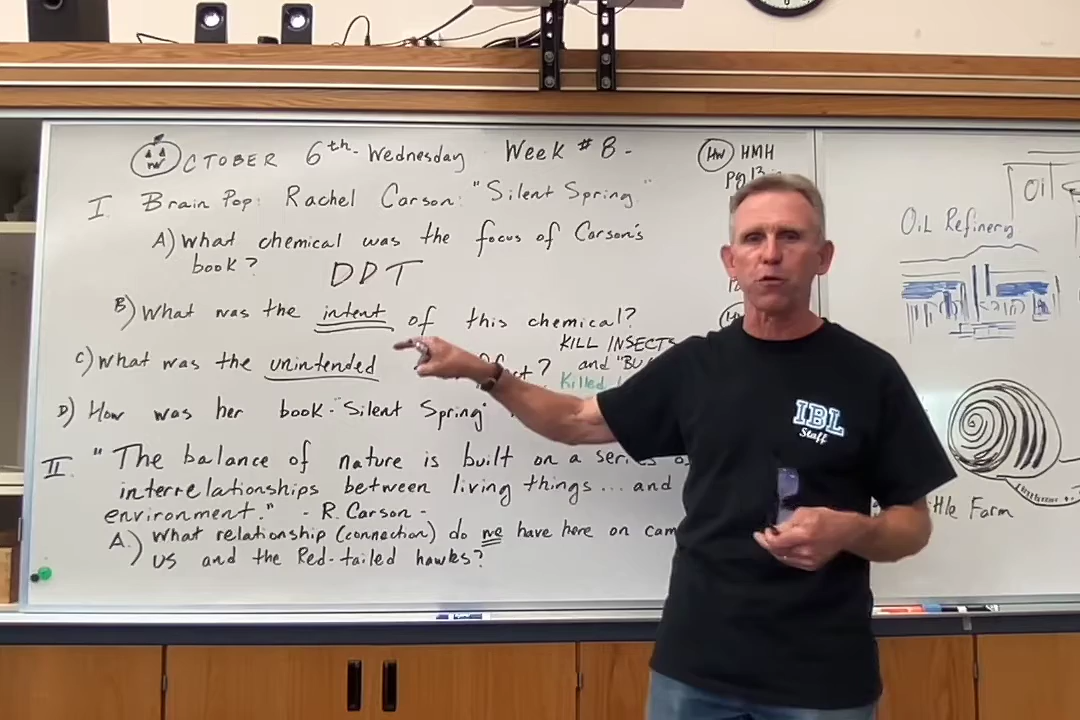 OCTOBER 6th - Wednesday Week #8 -
HW HMH
Pg 13
I. Brain Pop: Rachel Carson: "Silent Spring"
A) What chemical was the focus of Carson's
book? DDT
B) What was the intent of this chemical?
KILL INSECTS
and "BU
C) What was the unintended ?
Killed
D) How was her book - "Silent Spring"
II. "The balance of nature is built on a series
interrelationships between living things... and
environment." - R. Carson -
A.) What relationship (connection) do we have here on cam
us and the Red-tailed hawks?
Oil
Oil Refinery
Farm
IBL
Staff